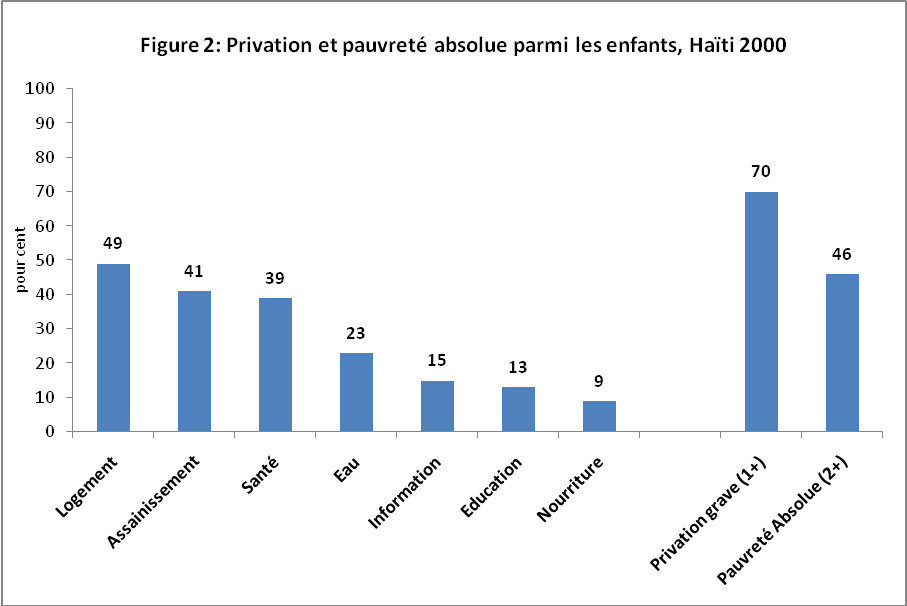 Figure 2: Privation et pauvreté absolue parmi les enfants, Haïti 2000
pour cent
100
90
80
70
60
50
40
30
20
10
0
49
41
39
23
15
13
9
70
46
Logement
Assainissement
Santé
Eau
Information
Education
Nourriture
Privation grave (1+)
Pauvreté Absolue (2+)